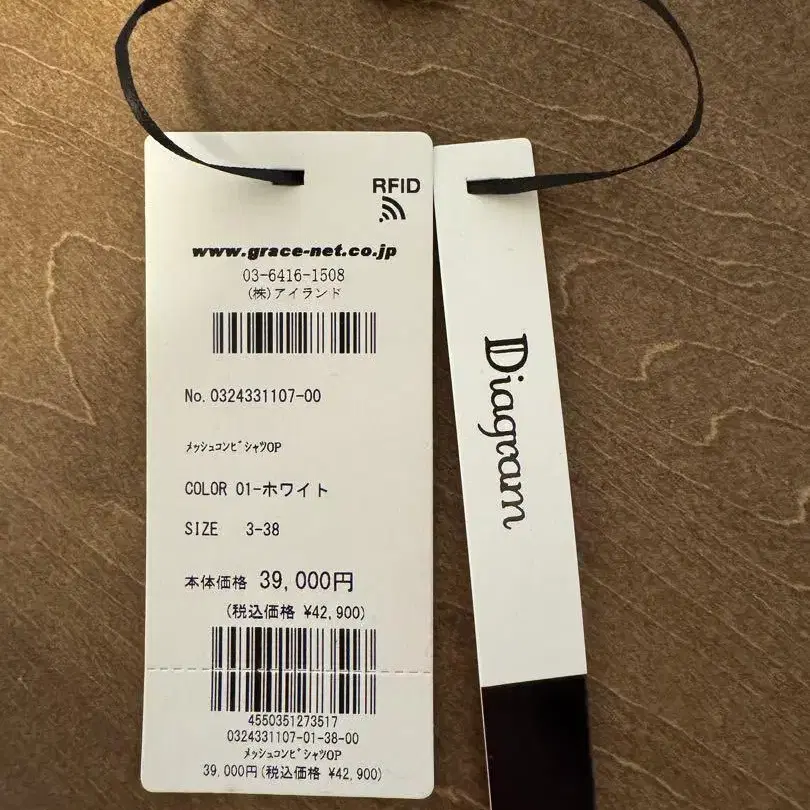 RFID
www.grace-net.co.jp
03-6416-1508
(株)アイランド
No. 0324331107-00
ﾒｯｼｭｺﾝﾋﾞｼｬﾂOP
COLOR 01-ホワイト
SIZE 3-38
本体価格 39,000円
(税込価格 ¥42,900)
4550351273517
0324331107-01-38-00
ﾒｯｼｭｺﾝﾋﾞｼｬﾂOP
39,000円(税込価格 ¥42,900)
Diagram